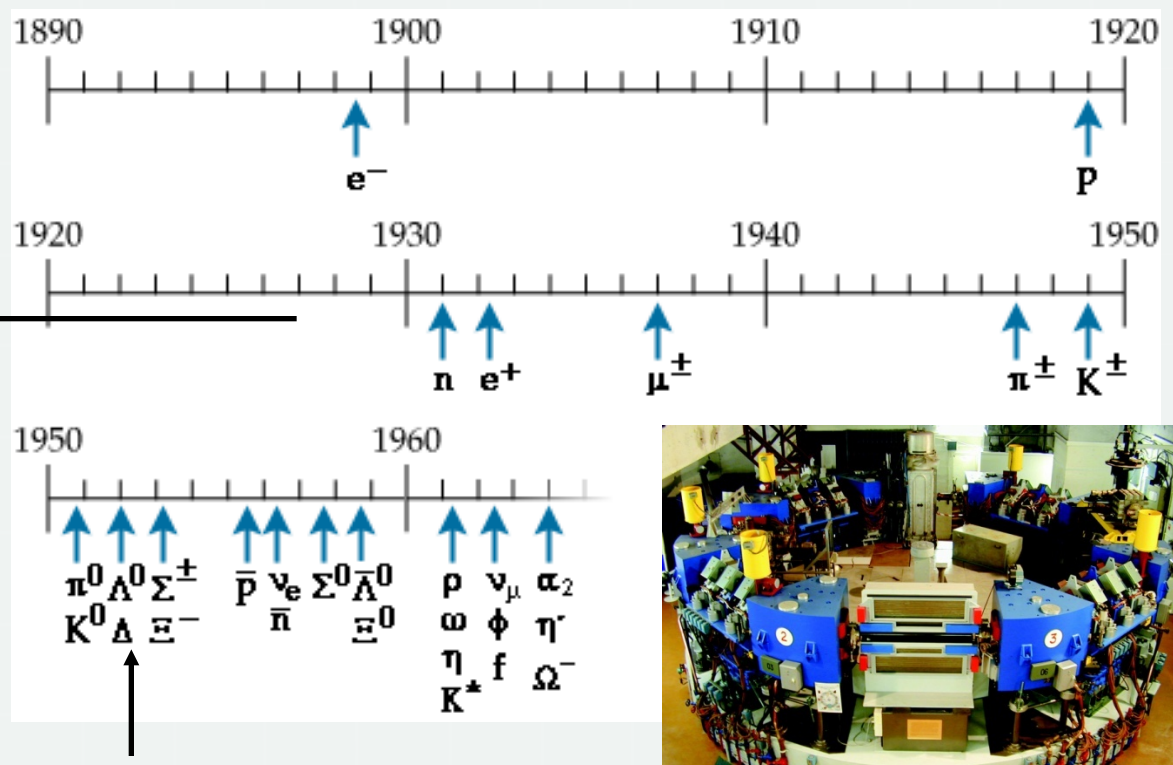 1890 1900 1910 1920
e⁻ p
1920 1930 1940 1950
n e⁺ μ± π± K±
1950 1960
π⁰ Λ⁰ Σ± p̅ νₑ Σ⁰ Λ̅⁰ ρ νμ α₂
K⁰ Δ Ξ⁻ n̅ Ξ⁰ ω ϕ η′
η f Ω⁻
K*
2 3